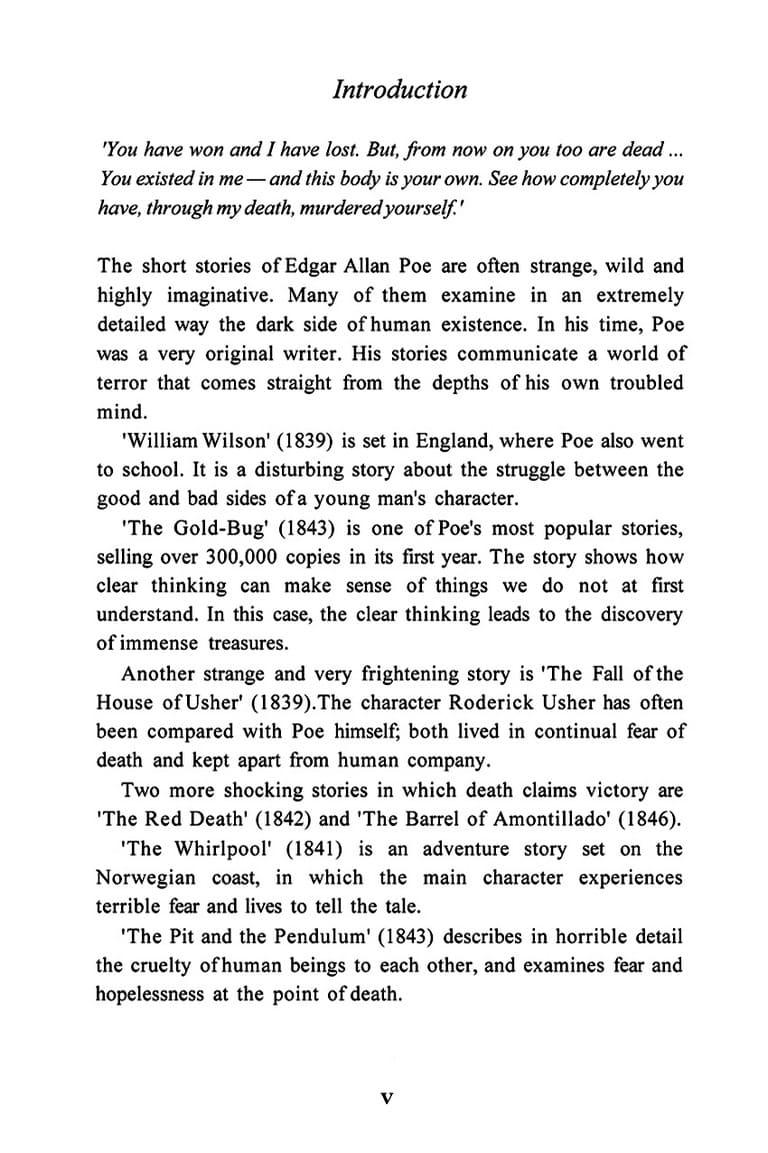 Introduction
'You have won and I have lost. But, from now on you too are dead ...
You existed in me — and this body is your own. See how completely you
have, through my death, murdered yourself.'
The short stories of Edgar Allan Poe are often strange, wild and
highly imaginative. Many of them examine in an extremely
detailed way the dark side of human existence. In his time, Poe
was a very original writer. His stories communicate a world of
terror that comes straight from the depths of his own troubled
mind.
'William Wilson' (1839) is set in England, where Poe also went
to school. It is a disturbing story about the struggle between the
good and bad sides of a young man's character.
'The Gold-Bug' (1843) is one of Poe's most popular stories,
selling over 300,000 copies in its first year. The story shows how
clear thinking can make sense of things we do not at first
understand. In this case, the clear thinking leads to the discovery
of immense treasures.
Another strange and very frightening story is 'The Fall of the
House of Usher' (1839).The character Roderick Usher has often
been compared with Poe himself; both lived in continual fear of
death and kept apart from human company.
Two more shocking stories in which death claims victory are
'The Red Death' (1842) and 'The Barrel of Amontillado' (1846).
'The Whirlpool' (1841) is an adventure story set on the
Norwegian coast, in which the main character experiences
terrible fear and lives to tell the tale.
'The Pit and the Pendulum' (1843) describes in horrible detail
the cruelty of human beings to each other, and examines fear and
hopelessness at the point of death.
v